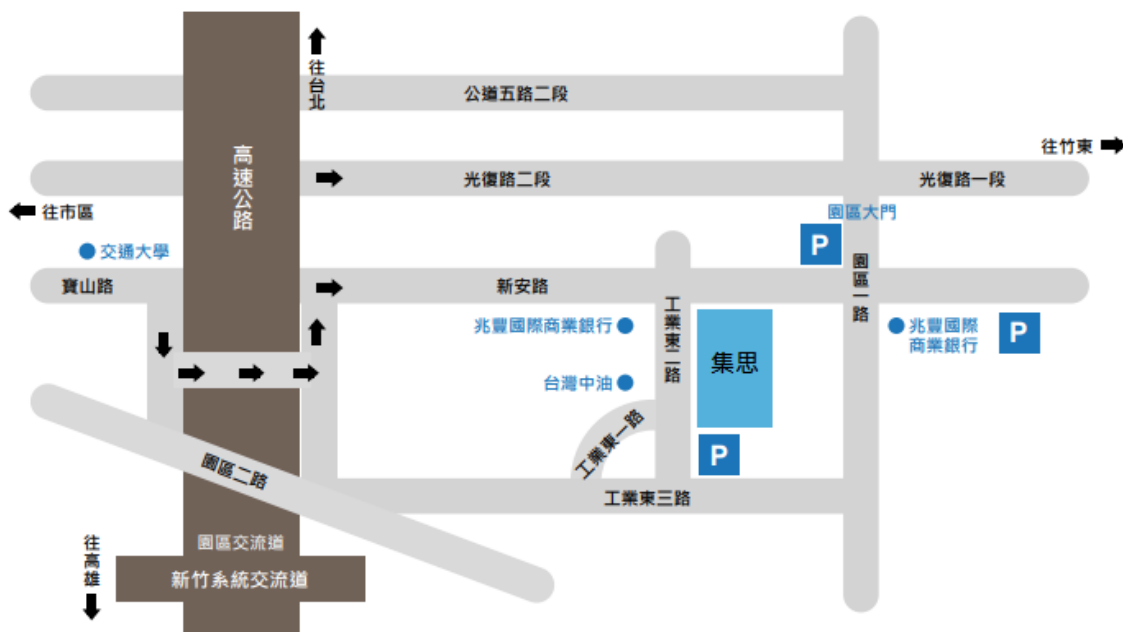 往台北
公道五路二段
高速公路
往竹東
光復路二段
光復路一段
往市區
園區大門
P
交通大學
寶山路
新安路
園區一路
工業東二路
兆豐國際商業銀行
兆豐國際
商業銀行
P
集思
台灣中油
工業東一路
P
園區二路
工業東三路
園區交流道
往高雄
新竹系統交流道